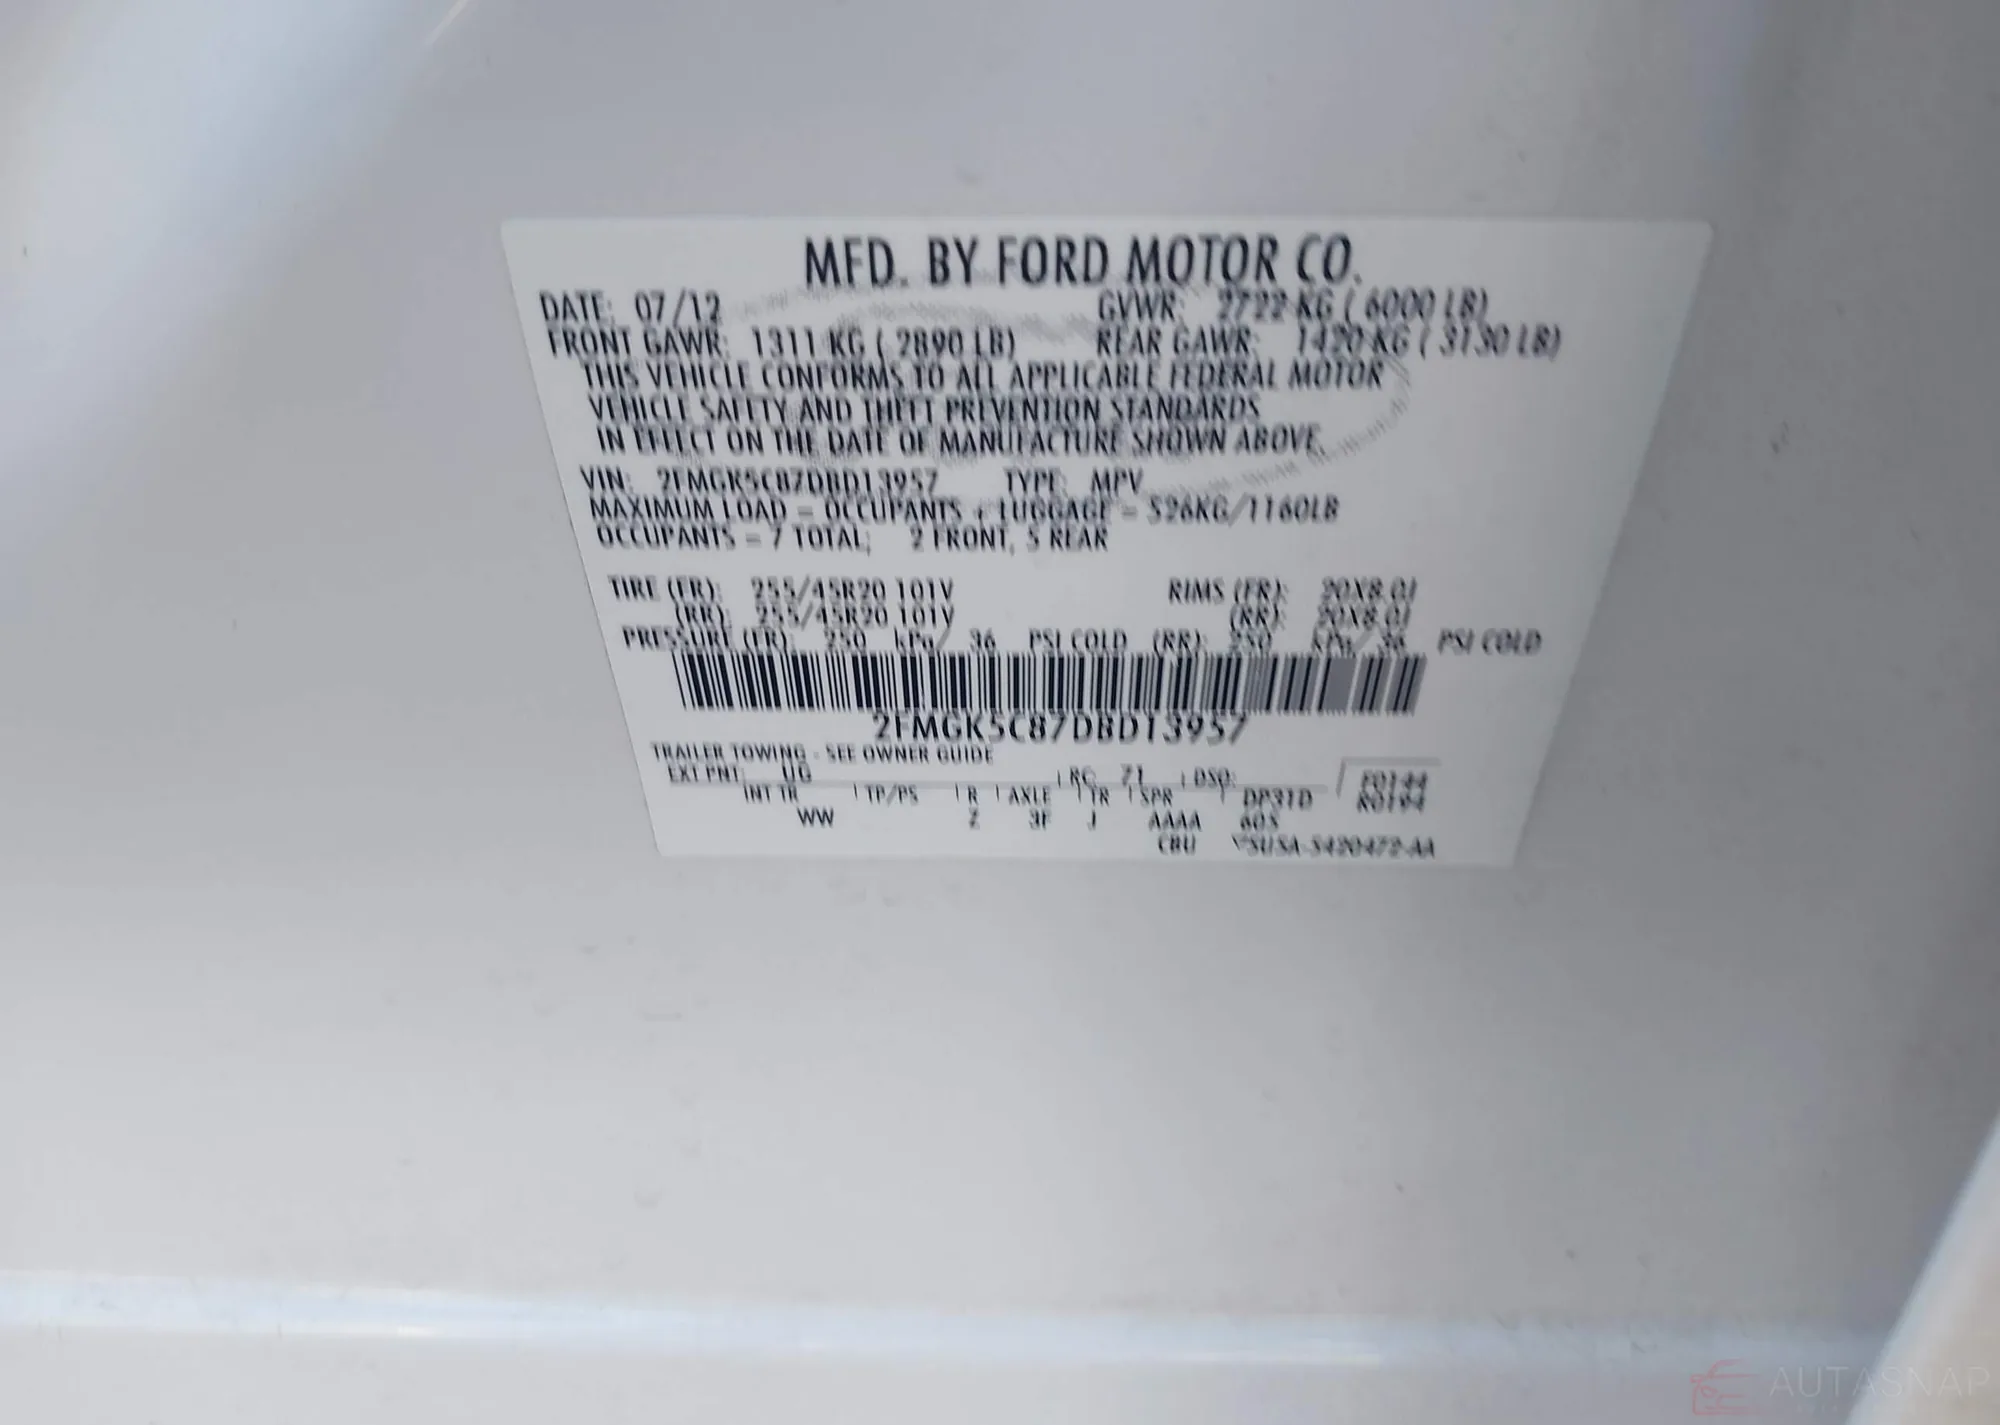 MFD. BY FORD MOTOR CO.
DATE: 07/12 GVWR: 2722 KG ( 6000 LB)
FRONT GAWR: 1311 KG ( 2890 LB) REAR GAWR: 1420 KG ( 3130 LB)
THIS VEHICLE CONFORMS TO ALL APPLICABLE FEDERAL MOTOR
VEHICLE SAFETY AND THEFT PREVENTION STANDARDS
IN EFFECT ON THE DATE OF MANUFACTURE SHOWN ABOVE.
VIN: 2FMGK5C87DBD13957 TYPE: MPV
MAXIMUM LOAD = OCCUPANTS + LUGGAGE = 526KG/1160LB
OCCUPANTS = 7 TOTAL; 2 FRONT, 5 REAR
TIRE (FR): 255/45R20 101V RIMS (FR): 20X8.0J
(RR): 255/45R20 101V (RR): 20X8.0J
PRESSURE (FR): 250 kPa/ 36 PSI COLD (RR): 250 kPa/ 36 PSI COLD
2FMGK5C87DBD13957
TRAILER TOWING - SEE OWNER GUIDE
EXT PNT: UG RC: 71 DSO:
INT TR TP/PS R AXLE TR SPR DP31D
WW Z 3F J AAAA 60S
CBU
AUTASNAP